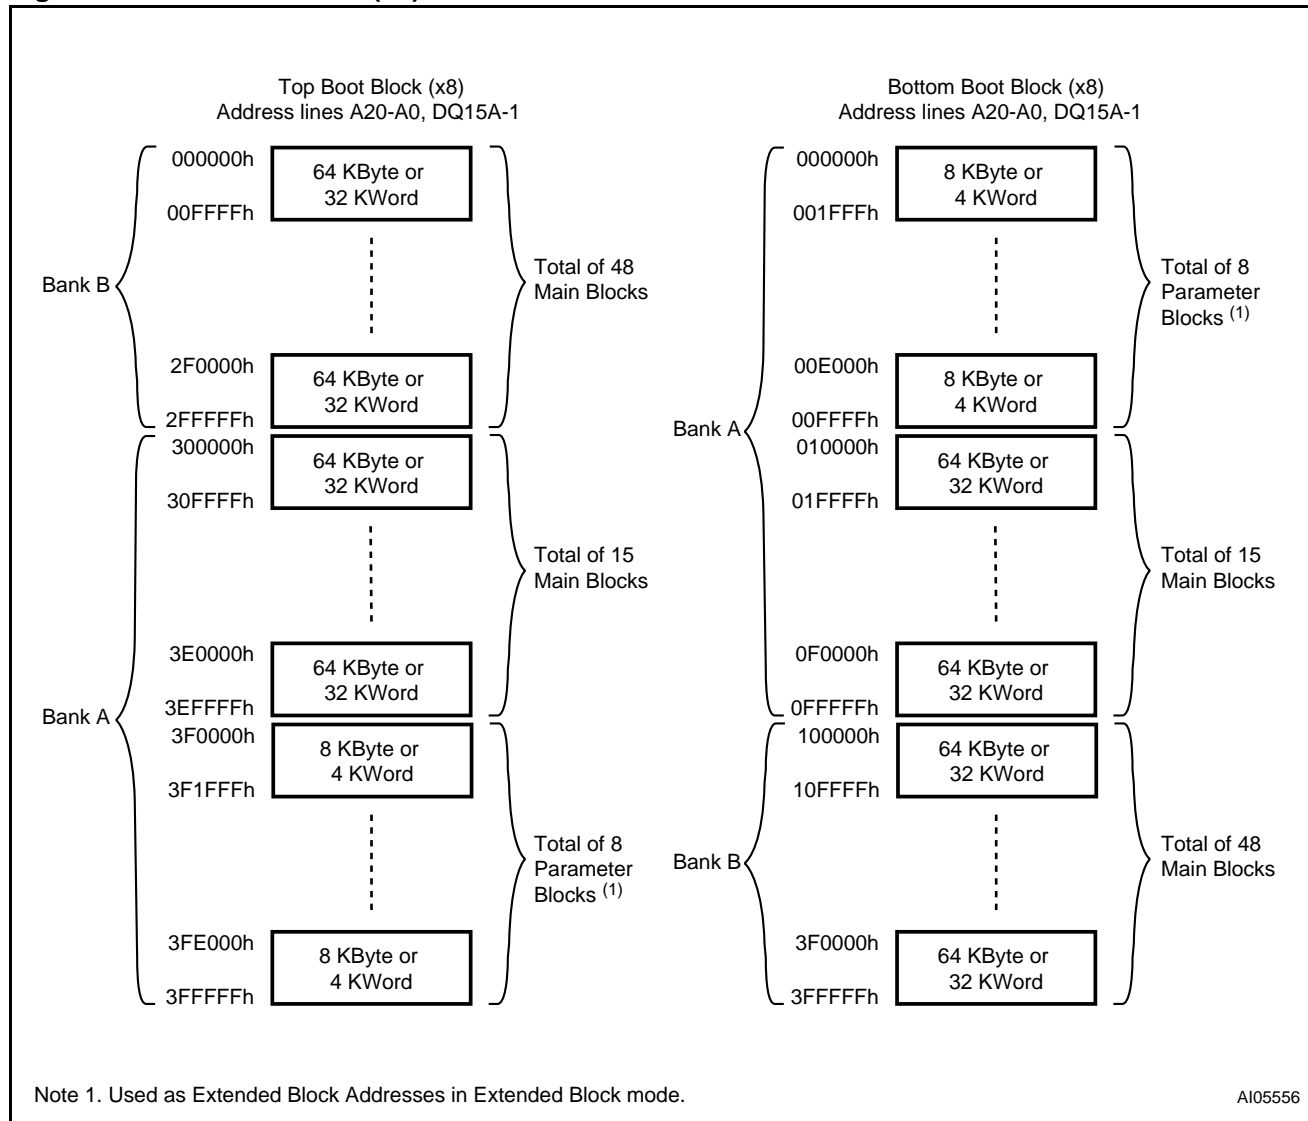 Top Boot Block (x8)
Address lines A20-A0, DQ15A-1
000000h
64 KByte or
32 KWord
00FFFFh
Bank B
Total of 48
Main Blocks
2F0000h
64 KByte or
32 KWord
2FFFFFh
300000h
64 KByte or
32 KWord
30FFFFh
Total of 15
Main Blocks
3E0000h
64 KByte or
32 KWord
3EFFFFh
Bank A
3F0000h
8 KByte or
4 KWord
3F1FFFh
Total of 8
Parameter
Blocks (1)
3FE000h
8 KByte or
4 KWord
3FFFFFh
Bottom Boot Block (x8)
Address lines A20-A0, DQ15A-1
000000h
8 KByte or
4 KWord
001FFFh
Total of 8
Parameter
Blocks (1)
00E000h
8 KByte or
4 KWord
00FFFFh
Bank A
010000h
64 KByte or
32 KWord
01FFFFh
Total of 15
Main Blocks
0F0000h
64 KByte or
32 KWord
0FFFFFh
100000h
64 KByte or
32 KWord
10FFFFh
Bank B
Total of 48
Main Blocks
3F0000h
64 KByte or
32 KWord
3FFFFFh
Note 1. Used as Extended Block Addresses in Extended Block mode.
AI05556